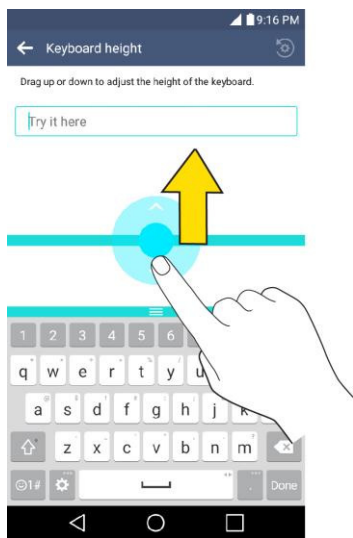 9:16 PM
Keyboard height
Drag up or down to adjust the height of the keyboard.
Try it here
1 2 3 4 5 6
q w e r t y u
a s d f g h j k
z x c v b n m
1# Done